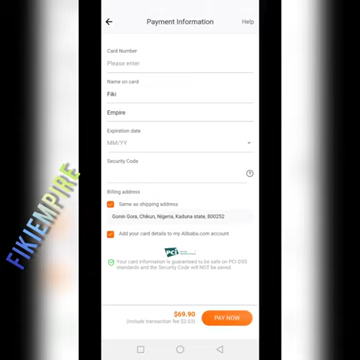 Payment Information
Help
Card Number
Please enter
Name on card
Fiki
Empire
Expiration date
MM/YY
Security Code
Billing address
Same as shipping address
Gonin Gora, Chikun, Nigeria, Kaduna state, 800252
Add your card details to my Alibaba.com account
PCI
Your card information is guaranteed to be safe on PCI-DSS
standards and the Security Code will NOT be saved.
$69.90
(Include transaction fee $2.03)
PAY NOW
FIKIEMPIRE